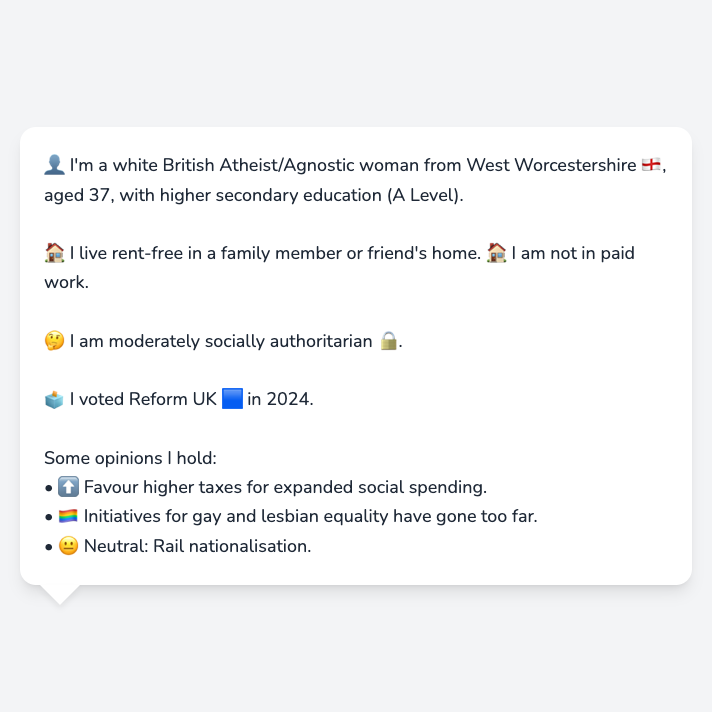 👤 I'm a white British Atheist/Agnostic woman from West Worcestershire 🏴󠁧󠁢󠁥󠁮󠁧󠁿,
aged 37, with higher secondary education (A Level).
🏠 I live rent-free in a family member or friend's home. 🏠 I am not in paid
work.
🤔 I am moderately socially authoritarian 🔒.
🗳️ I voted Reform UK 🟦 in 2024.
Some opinions I hold:
• ⬆️ Favour higher taxes for expanded social spending.
• 🏳️‍🌈 Initiatives for gay and lesbian equality have gone too far.
• 😐 Neutral: Rail nationalisation.